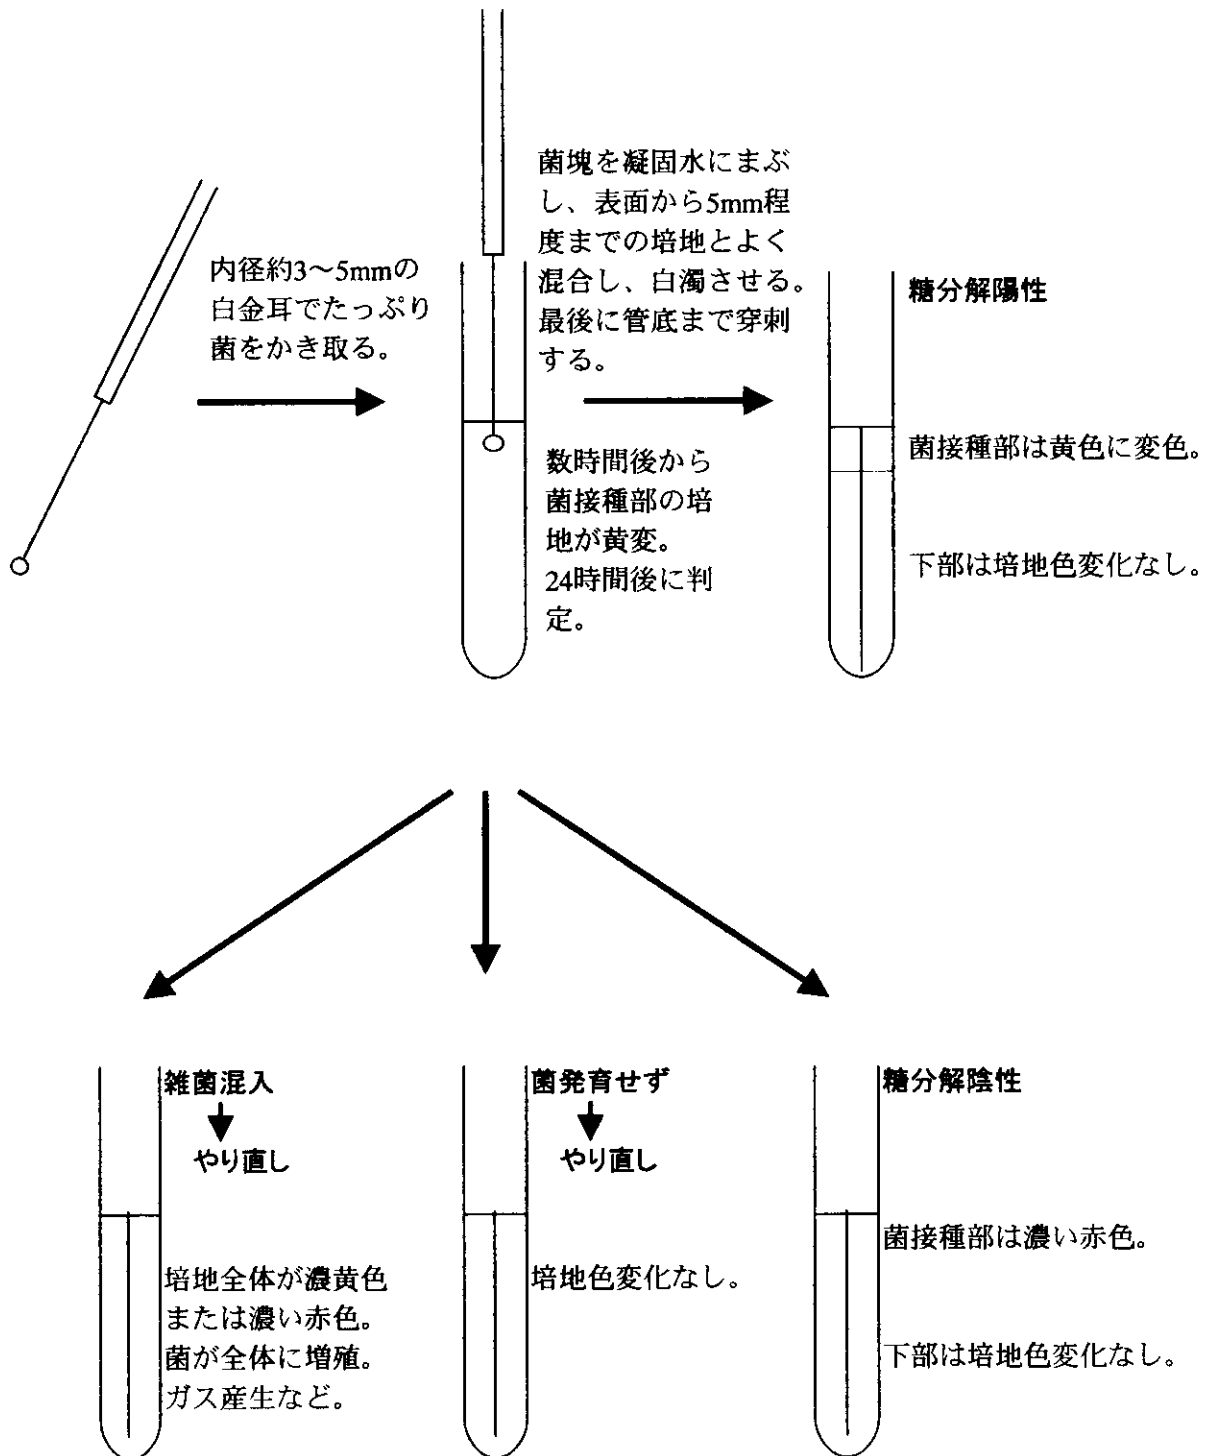 内径約3～5mmの
白金耳でたっぷり
菌をかき取る。
菌塊を凝固水にまぶ
し、表面から5mm程
度までの培地とよく
混合し、白濁させる。
最後に管底まで穿刺
する。
数時間後から
菌接種部の培
地が黄変。
24時間後に判
定。
糖分解陽性
菌接種部は黄色に変色。
下部は培地色変化なし。
雑菌混入
やり直し
培地全体が濃黄色
または濃い赤色。
菌が全体に増殖。
ガス産生など。
菌発育せず
やり直し
培地色変化なし。
糖分解陰性
菌接種部は濃い赤色。
下部は培地色変化なし。